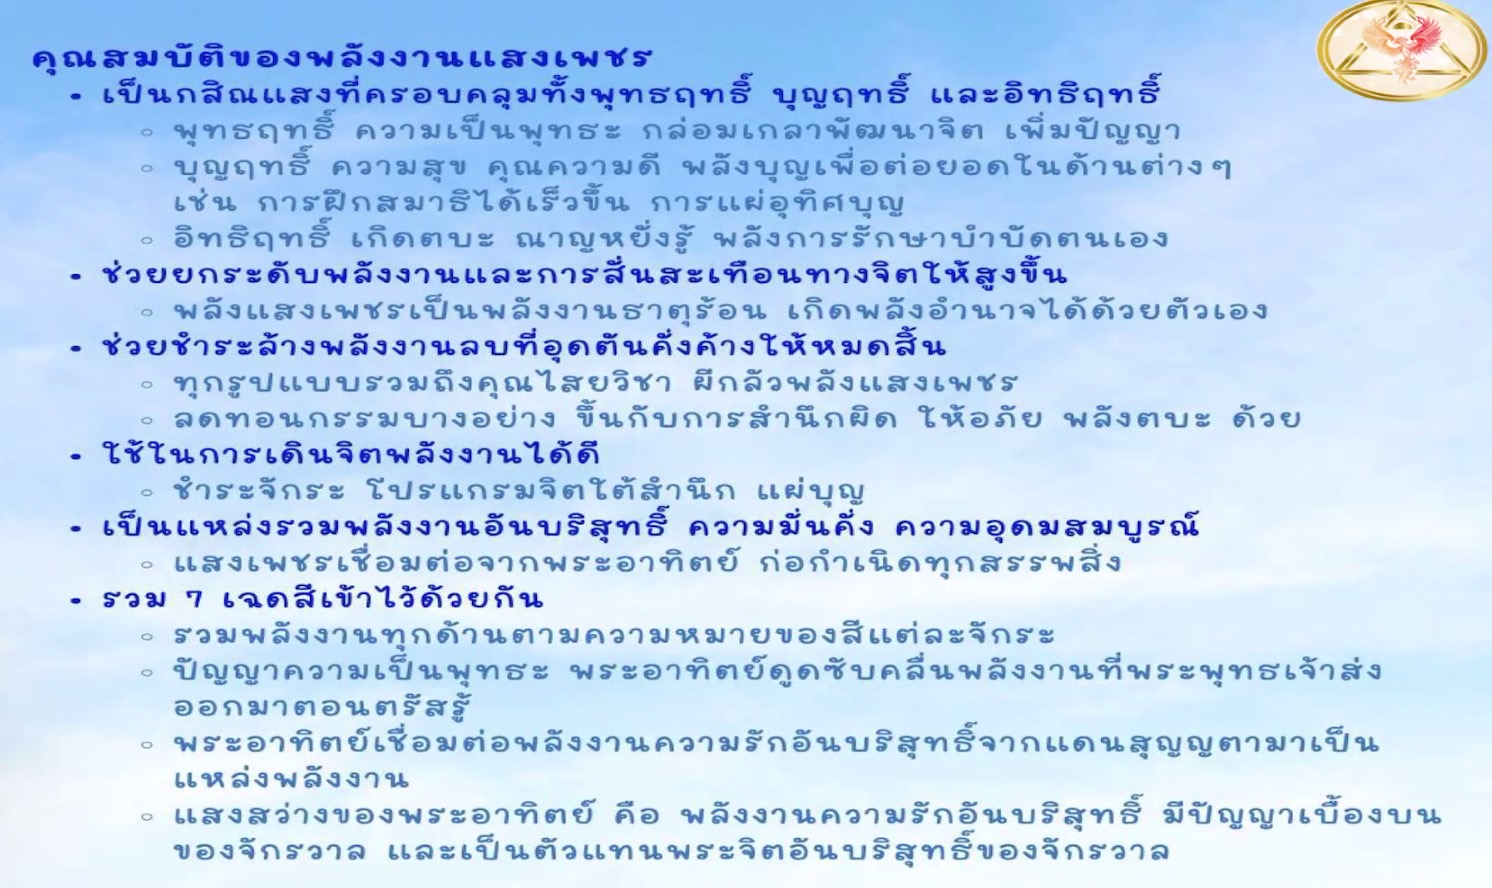 คุณสมบัติของพลังงานแสงเพชร
• เป็นกสิณแสงที่ครอบคลุมทั้งพุทธฤทธิ์ บุญฤทธิ์ และอิทธิฤทธิ์
◦ พุทธฤทธิ์ ความเป็นพุทธะ กล่อมเกลาพัฒนาจิต เพิ่มปัญญา
◦ บุญฤทธิ์ ความสุข คุณความดี พลังบุญเพื่อต่อยอดในด้านต่างๆ
เช่น การฝึกสมาธิได้เร็วขึ้น การแผ่อุทิศบุญ
◦ อิทธิฤทธิ์ เกิดตบะ ณาญหยั่งรู้ พลังการรักษาบำบัดตนเอง
• ช่วยยกระดับพลังงานและการสั่นสะเทือนทางจิตให้สูงขึ้น
◦ พลังแสงเพชรเป็นพลังงานธาตุร้อน เกิดพลังอำนาจได้ด้วยตัวเอง
• ช่วยชำระล้างพลังงานลบที่อุดตันคั่งค้างให้หมดสิ้น
◦ ทุกรูปแบบรวมถึงคุณไสยวิชา ผีกลัวพลังแสงเพชร
◦ ลดทอนกรรมบางอย่าง ขึ้นกับการสำนึกผิด ให้อภัย พลังตบะ ด้วย
• ใช้ในการเดินจิตพลังงานได้ดี
◦ ชำระจักระ โปรแกรมจิตใต้สำนึก แผ่บุญ
• เป็นแหล่งรวมพลังงานอันบริสุทธิ์ ความมั่นคั่ง ความอุดมสมบูรณ์
◦ แสงเพชรเชื่อมต่อจากพระอาทิตย์ ก่อกำเนิดทุกสรรพสิ่ง
• รวม 7 เฉดสีเข้าไว้ด้วยกัน
◦ รวมพลังงานทุกด้านตามความหมายของสีแต่ละจักระ
◦ ปัญญาความเป็นพุทธะ พระอาทิตย์ดูดซับคลื่นพลังงานที่พระพุทธเจ้าส่ง
ออกมาตอนตรัสรู้
◦ พระอาทิตย์เชื่อมต่อพลังงานความรักอันบริสุทธิ์จากแดนสุญญตามาเป็น
แหล่งพลังงาน
◦ แสงสว่างของพระอาทิตย์ คือ พลังงานความรักอันบริสุทธิ์ มีปัญญาเบื้องบน
ของจักรวาล และเป็นตัวแทนพระจิตอันบริสุทธิ์ของจักรวาล